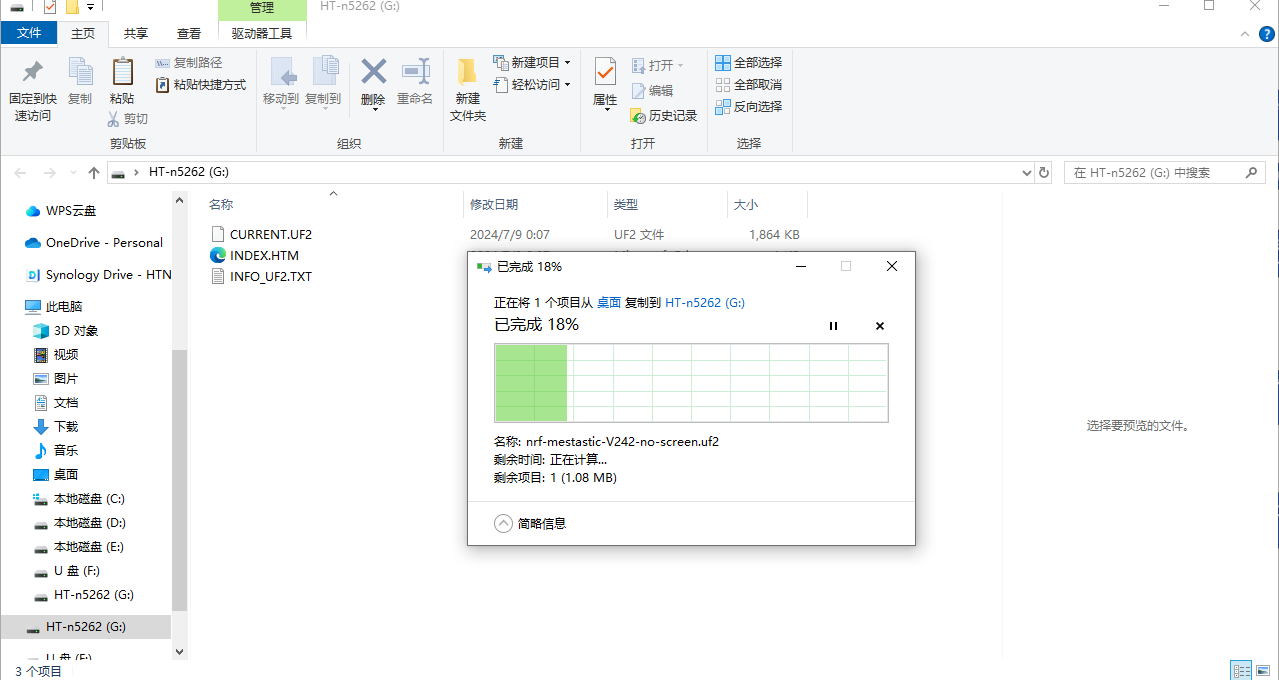 管理
HT-n5262 (G:)
文件
主页
共享
查看
驱动器工具
固定到快
速访问
复制
粘贴
复制路径
粘贴快捷方式
剪切
剪贴板
移动到
复制到
删除
重命名
组织
新建
文件夹
新建项目
轻松访问
新建
属性
打开
编辑
历史记录
打开
全部选择
全部取消
反向选择
选择
HT-n5262 (G:)
在 HT-n5262 (G:) 中搜索
WPS云盘
OneDrive - Personal
Synology Drive - HTN
此电脑
3D 对象
视频
图片
文档
下载
音乐
桌面
本地磁盘 (C:)
本地磁盘 (D:)
本地磁盘 (E:)
U 盘 (F:)
HT-n5262 (G:)
HT-n5262 (G:)
U 盘 (F:)
名称
修改日期
类型
大小
CURRENT.UF2
2024/7/9 0:07
UF2 文件
1,864 KB
INDEX.HTM
INFO_UF2.TXT
已完成 18%
正在将 1 个项目从 桌面 复制到 HT-n5262 (G:)
已完成 18%
名称: nrf-mestastic-V242-no-screen.uf2
剩余时间: 正在计算...
剩余项目: 1 (1.08 MB)
简略信息
选择要预览的文件。
3 个项目